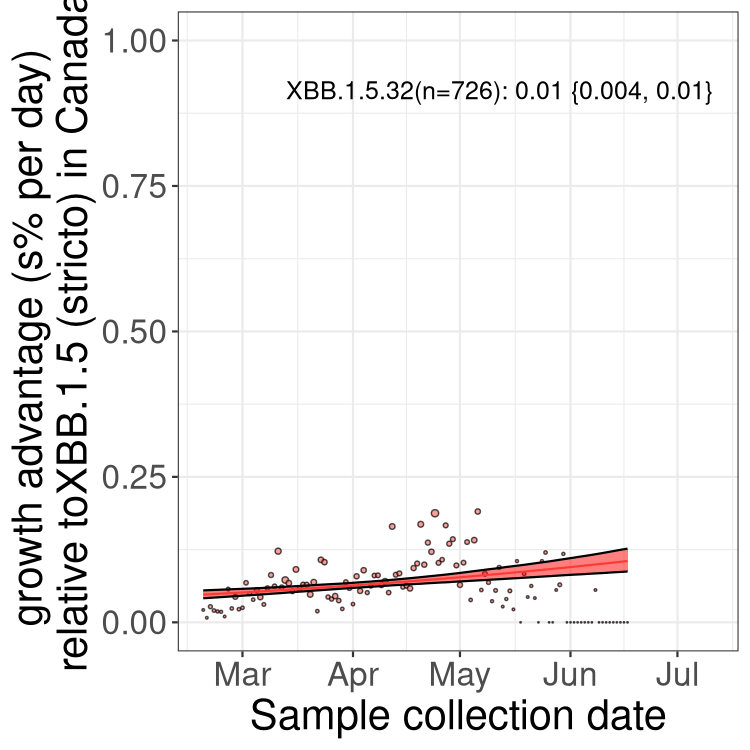 growth advantage (s% per day)
relative toXBB.1.5 (stricto) in Canada
1.00
0.75
0.50
0.25
0.00
XBB.1.5.32(n=726): 0.01 {0.004, 0.01}
Mar Apr May Jun Jul
Sample collection date